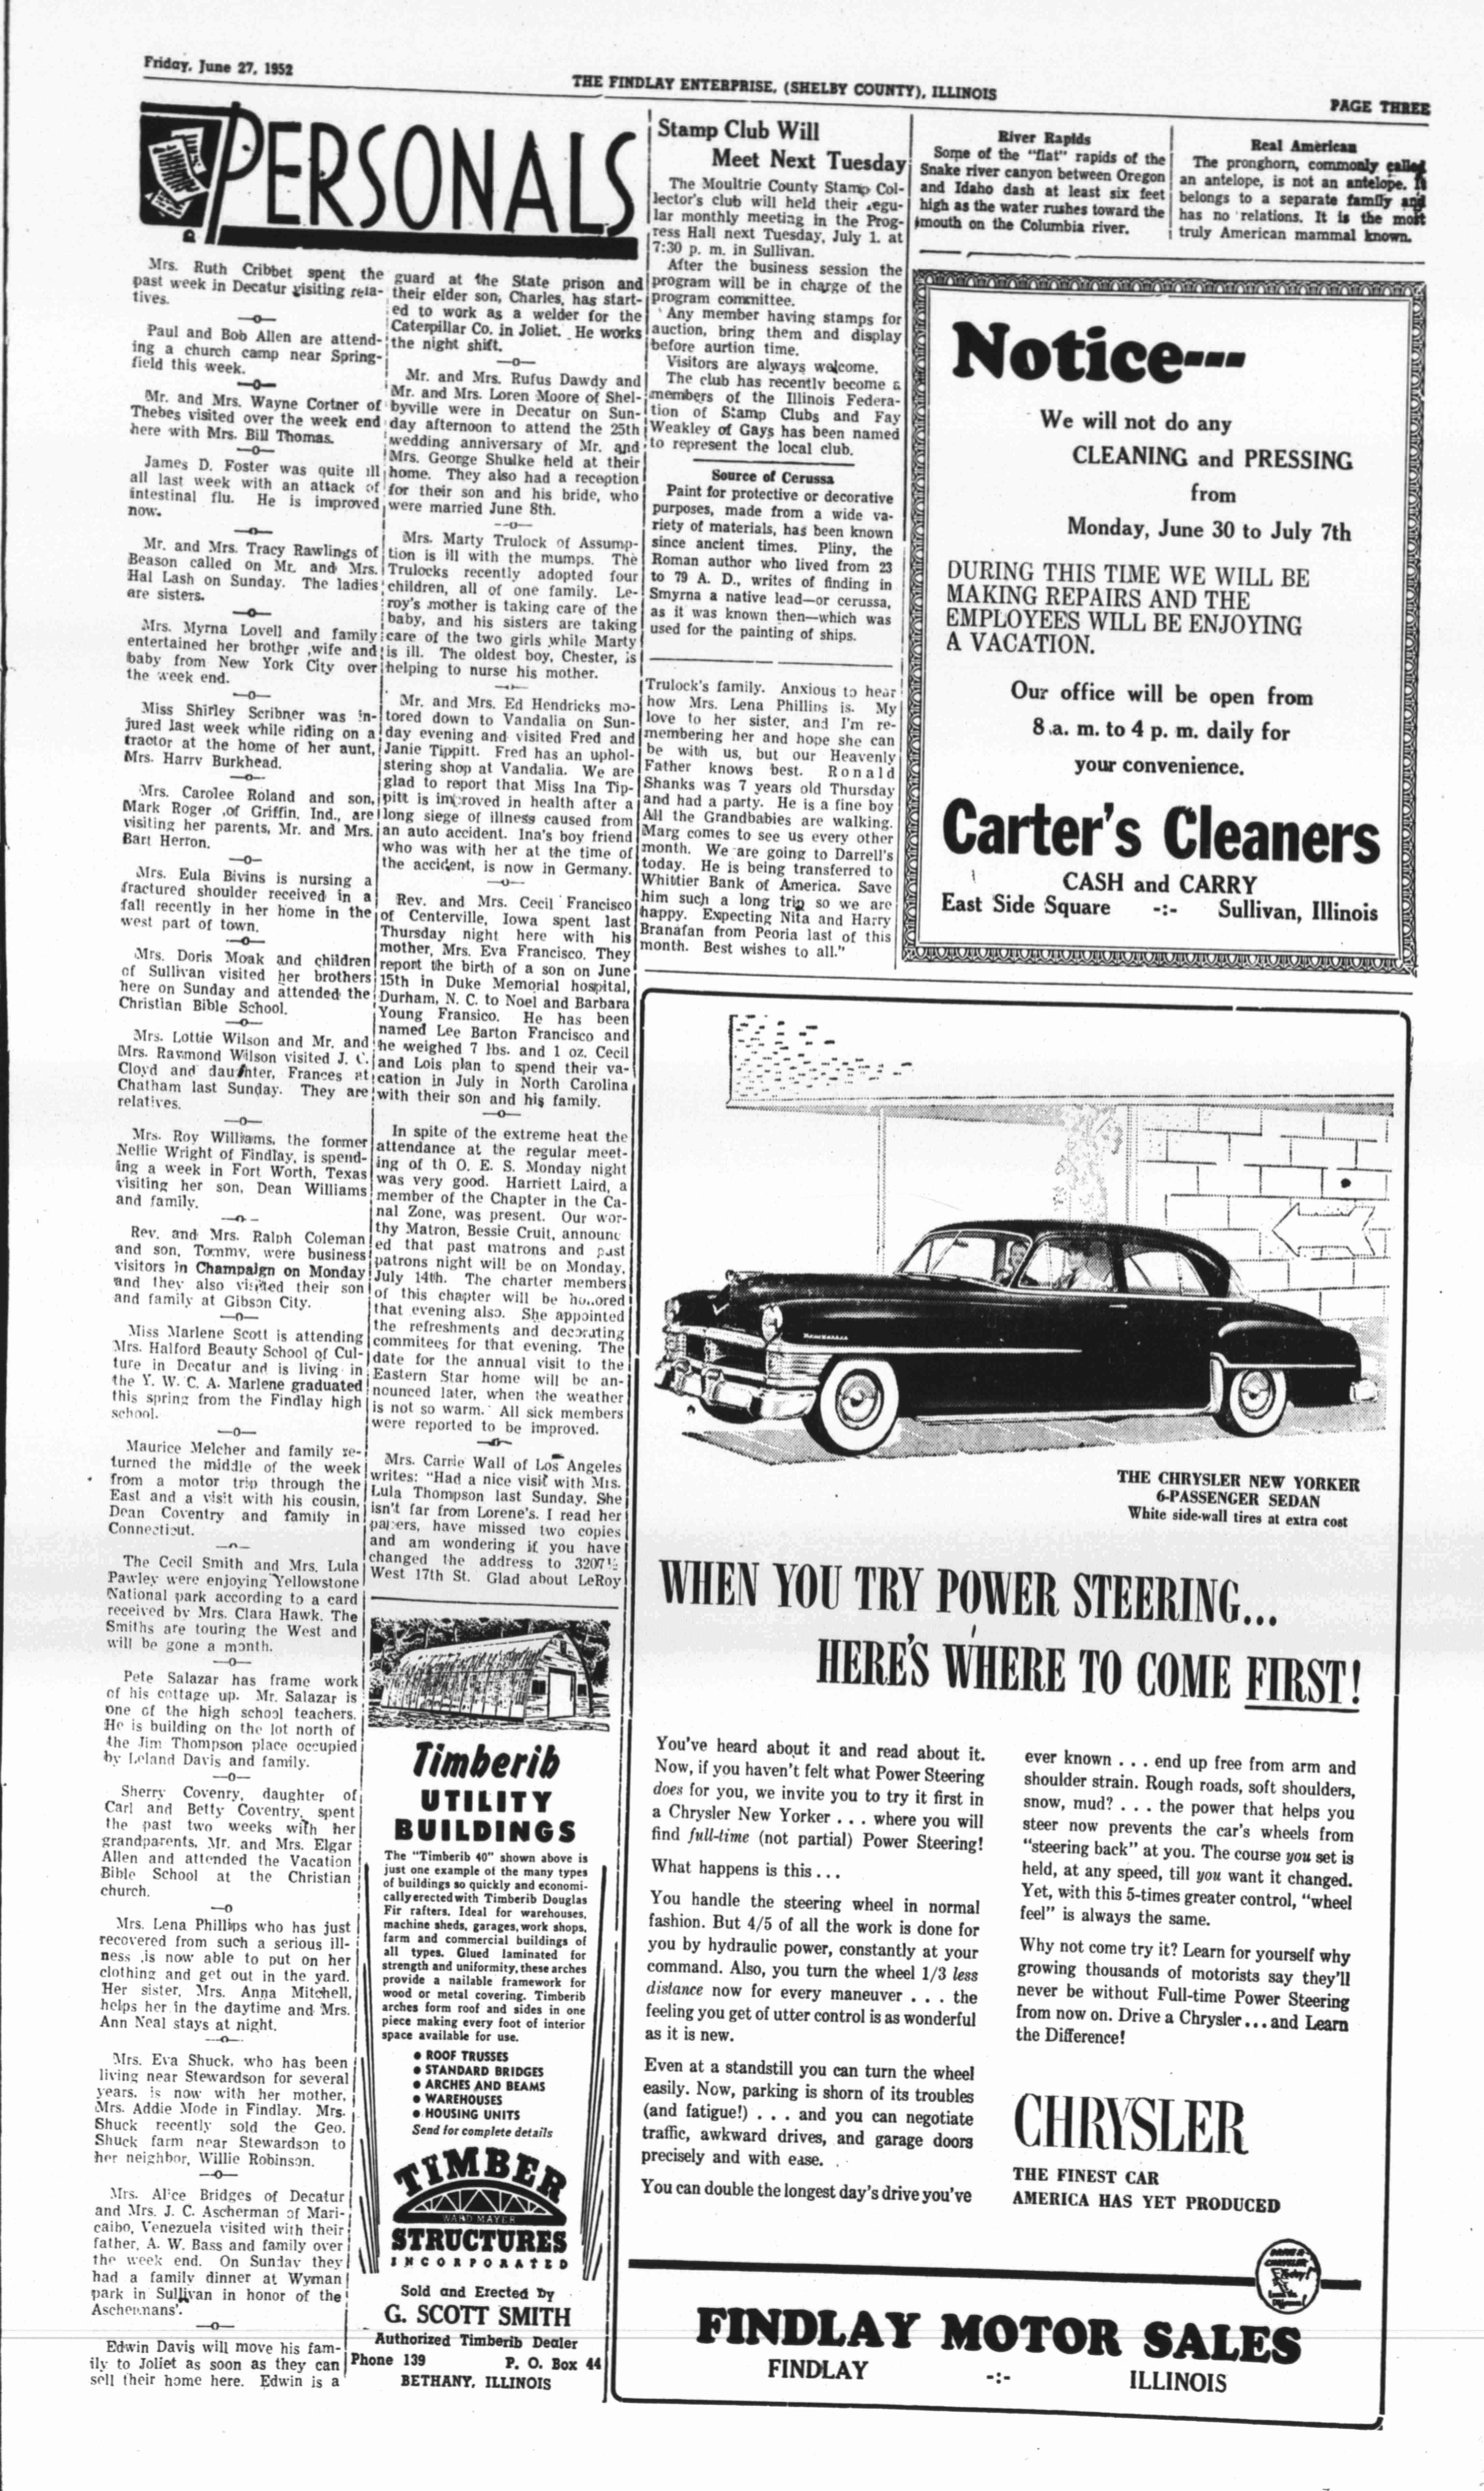 Friday, June 27, 1952
THE FINDLAY ENTERPRISE, (SHELBY COUNTY), ILLINOIS
PAGE THREE
PERSONALS
Mrs. Ruth Cribbet spent the
past week in Decatur visiting rela-
tives.
—o—
Paul and Bob Allen are attend-
ing a church camp near Spring-
field this week.
—o—
Mr. and Mrs. Wayne Cortner of
Thebes visited over the week end
here with Mrs. Bill Thomas.
—o—
James D. Foster was quite ill
all last week with an attack of
intestinal flu. He is improved
now.
—o—
Mr. and Mrs. Tracy Rawlings of
Beason called on Mr. and Mrs.
Hal Lash on Sunday. The ladies
are sisters.
—o—
Mrs. Myrna Lovell and family
entertained her brother ,wife and
baby from New York City over
the week end.
—o—
Miss Shirley Scribner was in-
jured last week while riding on a
tractor at the home of her aunt,
Mrs. Harry Burkhead.
—o—
Mrs. Carolee Roland and son,
Mark Roger ,of Griffin, Ind., are
visiting her parents, Mr. and Mrs.
Bart Herron.
—o—
Mrs. Eula Bivins is nursing a
fractured shoulder received in a
fall recently in her home in the
west part of town.
—o—
Mrs. Doris Moak and children
of Sullivan visited her brothers
here on Sunday and attended the
Christian Bible School.
—o—
Mrs. Lottie Wilson and Mr. and
Mrs. Raymond Wilson visited J. C.
Cloyd and daughter, Frances at
Chatham last Sunday. They are
relatives.
—o—
Mrs. Roy Williams, the former
Nellie Wright of Findlay, is spend-
ing a week in Fort Worth, Texas
visiting her son, Dean Williams
and family.
—o—
Rev. and Mrs. Ralph Coleman
and son, Tommy, were business
visitors in Champaign on Monday
and they also visited their son
and family at Gibson City.
—o—
Miss Marlene Scott is attending
Mrs. Halford Beauty School of Cul-
ture in Decatur and is living in
the Y. W. C. A. Marlene graduated
this spring from the Findlay high
school.
—o—
Maurice Melcher and family re-
turned the middle of the week
from a motor trip through the
East and a visit with his cousin,
Dean Coventry and family in
Connecticut.
—o—
The Cecil Smith and Mrs. Lula
Pawley were enjoying Yellowstone
National park according to a card
received by Mrs. Clara Hawk. The
Smiths are touring the West and
will be gone a month.
—o—
Pete Salazar has frame work
of his cottage up. Mr. Salazar is
one of the high school teachers.
He is building on the lot north of
the Jim Thompson place occupied
by Leland Davis and family.
—o—
Sherry Covenry, daughter of
Carl and Betty Coventry, spent
the past two weeks with her
grandparents, Mr. and Mrs. Elgar
Allen and attended the Vacation
Bible School at the Christian
church.
—o
Mrs. Lena Phillips who has just
recovered from such a serious ill-
ness ,is now able to put on her
clothing and get out in the yard.
Her sister, Mrs. Anna Mitchell,
helps her in the daytime and Mrs.
Ann Neal stays at night.
—o—
Mrs. Eva Shuck, who has been
living near Stewardson for several
years, is now with her mother,
Mrs. Addie Mode in Findlay. Mrs.
Shuck recently sold the Geo.
Shuck farm near Stewardson to
her neighbor, Willie Robinson.
—o—
Mrs. Alice Bridges of Decatur
and Mrs. J. C. Ascherman of Mari-
caibo, Venezuela visited with their
father, A. W. Bass and family over
the week end. On Sunday they
had a family dinner at Wyman
park in Sullivan in honor of the
Aschermans'.
—o—
Edwin Davis will move his fam-
ily to Joliet as soon as they can
sell their home here. Edwin is a
guard at the State prison and
their elder son, Charles, has start-
ed to work as a welder for the
Caterpillar Co. in Joliet. He works
the night shift.
—o—
Mr. and Mrs. Rufus Dawdy and
Mr. and Mrs. Loren Moore of Shel-
byville were in Decatur on Sun-
day afternoon to attend the 25th
wedding anniversary of Mr. and
Mrs. George Shulke held at their
home. They also had a reception
for their son and his bride, who
were married June 8th.
—o—
Mrs. Marty Trulock of Assump-
tion is ill with the mumps. The
Trulocks recently adopted four
children, all of one family. Le-
roy's mother is taking care of the
baby, and his sisters are taking
care of the two girls while Marty
is ill. The oldest boy, Chester, is
helping to nurse his mother.
Mr. and Mrs. Ed Hendricks mo-
tored down to Vandalia on Sun-
day evening and visited Fred and
Janie Tippitt. Fred has an uphol-
stering shop at Vandalia. We are
glad to report that Miss Ina Tip-
pitt is improved in health after a
long siege of illness caused from
an auto accident. Ina's boy friend
who was with her at the time of
the accident, is now in Germany.
—o—
Rev. and Mrs. Cecil Francisco
of Centerville, Iowa spent last
Thursday night here with his
mother, Mrs. Eva Francisco. They
report the birth of a son on June
15th in Duke Memorial hospital,
Durham, N. C. to Noel and Barbara
Young Fransico. He has been
named Lee Barton Francisco and
he weighed 7 lbs. and 1 oz. Cecil
and Lois plan to spend their va-
cation in July in North Carolina
with their son and his family.
—o—
In spite of the extreme heat the
attendance at the regular meet-
ing of th O. E. S. Monday night
was very good. Harriett Laird, a
member of the Chapter in the Ca-
nal Zone, was present. Our wor-
thy Matron, Bessie Cruit, announc
ed that past matrons and past
patrons night will be on Monday,
July 14th. The charter members
of this chapter will be honored
that evening also. She appointed
the refreshments and decorating
commitees for that evening. The
date for the annual visit to the
Eastern Star home will be an-
nounced later, when the weather
is not so warm. All sick members
were reported to be improved.
Mrs. Carrie Wall of Los Angeles
writes: "Had a nice visit with Mrs.
Lula Thompson last Sunday. She
isn't far from Lorene's. I read her
papers, have missed two copies
and am wondering if you have
changed the address to 3207½
West 17th St. Glad about LeRoy
Timberib
UTILITY
BUILDINGS
The "Timberib 40" shown above is
just one example of the many types
of buildings so quickly and economi-
cally erected with Timberib Douglas
Fir rafters. Ideal for warehouses,
machine sheds, garages, work shops,
farm and commercial buildings of
all types. Glued laminated for
strength and uniformity, these arches
provide a nailable framework for
wood or metal covering. Timberib
arches form roof and sides in one
piece making every foot of interior
space available for use.
• ROOF TRUSSES
• STANDARD BRIDGES
• ARCHES AND BEAMS
• WAREHOUSES
• HOUSING UNITS
Send for complete details
TIMBER
WARD MAYER
STRUCTURES
INCORPORATED
Sold and Erected by
G. SCOTT SMITH
Authorized Timberib Dealer
Phone 139 P. O. Box 44
BETHANY, ILLINOIS
Stamp Club Will
Meet Next Tuesday
The Moultrie County Stamp Col-
lector's club will held their regu-
lar monthly meeting in the Prog-
ress Hall next Tuesday, July 1. at
7:30 p. m. in Sullivan.
After the business session the
program will be in charge of the
program committee.
Any member having stamps for
auction, bring them and display
before aurtion time.
Visitors are always welcome.
The club has recently become a
members of the Illinois Federa-
tion of Stamp Clubs and Fay
Weakley of Gays has been named
to represent the local club.
Source of Cerussa
Paint for protective or decorative
purposes, made from a wide va-
riety of materials, has been known
since ancient times. Pliny, the
Roman author who lived from 23
to 79 A. D., writes of finding in
Smyrna a native lead—or cerussa,
as it was known then—which was
used for the painting of ships.
Trulock's family. Anxious to hear
how Mrs. Lena Phillips is. My
love to her sister, and I'm re-
membering her and hope she can
be with us, but our Heavenly
Father knows best. Ronald
Shanks was 7 years old Thursday
and had a party. He is a fine boy
All the Grandbabies are walking.
Marg comes to see us every other
month. We are going to Darrell's
today. He is being transferred to
Whittier Bank of America. Save
him such a long trip so we are
happy. Expecting Nita and Harry
Branafan from Peoria last of this
month. Best wishes to all."
River Rapids
Some of the "flat" rapids of the
Snake river canyon between Oregon
and Idaho dash at least six feet
high as the water rushes toward the
mouth on the Columbia river.
Real American
The pronghorn, commonly called
an antelope, is not an antelope. It
belongs to a separate family and
has no relations. It is the most
truly American mammal known.
Notice---
We will not do any
CLEANING and PRESSING
from
Monday, June 30 to July 7th
DURING THIS TIME WE WILL BE
MAKING REPAIRS AND THE
EMPLOYEES WILL BE ENJOYING
A VACATION.
Our office will be open from
8 a. m. to 4 p. m. daily for
your convenience.
Carter's Cleaners
CASH and CARRY
East Side Square -:- Sullivan, Illinois
THE CHRYSLER NEW YORKER
6-PASSENGER SEDAN
White side-wall tires at extra cost
WHEN YOU TRY POWER STEERING...
HERE'S WHERE TO COME FIRST!
You've heard about it and read about it.
Now, if you haven't felt what Power Steering
does for you, we invite you to try it first in
a Chrysler New Yorker . . . where you will
find full-time (not partial) Power Steering!
What happens is this . . .
You handle the steering wheel in normal
fashion. But 4/5 of all the work is done for
you by hydraulic power, constantly at your
command. Also, you turn the wheel 1/3 less
distance now for every maneuver . . . the
feeling you get of utter control is as wonderful
as it is new.
Even at a standstill you can turn the wheel
easily. Now, parking is shorn of its troubles
(and fatigue!) . . . and you can negotiate
traffic, awkward drives, and garage doors
precisely and with ease.
You can double the longest day's drive you've
ever known . . . end up free from arm and
shoulder strain. Rough roads, soft shoulders,
snow, mud? . . . the power that helps you
steer now prevents the car's wheels from
"steering back" at you. The course you set is
held, at any speed, till you want it changed.
Yet, with this 5-times greater control, "wheel
feel" is always the same.
Why not come try it? Learn for yourself why
growing thousands of motorists say they'll
never be without Full-time Power Steering
from now on. Drive a Chrysler...and Learn
the Difference!
CHRYSLER
THE FINEST CAR
AMERICA HAS YET PRODUCED
FINDLAY MOTOR SALES
FINDLAY -:- ILLINOIS